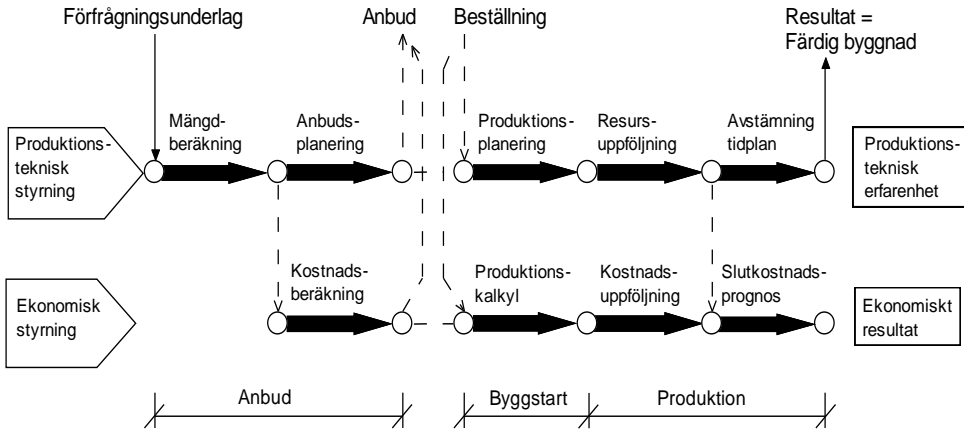 Förfrågningsunderlag
Anbud
Beställning
Resultat =
Färdig byggnad
Produktions-
teknisk
styrning
Mängd-
beräkning
Anbuds-
planering
Produktions-
planering
Resurs-
uppföljning
Avstämning
tidplan
Produktions-
teknisk
erfarenhet
Ekonomisk
styrning
Kostnads-
beräkning
Produktions-
kalkyl
Kostnads-
uppföljning
Slutkostnads-
prognos
Ekonomiskt
resultat
Anbud
Byggstart
Produktion